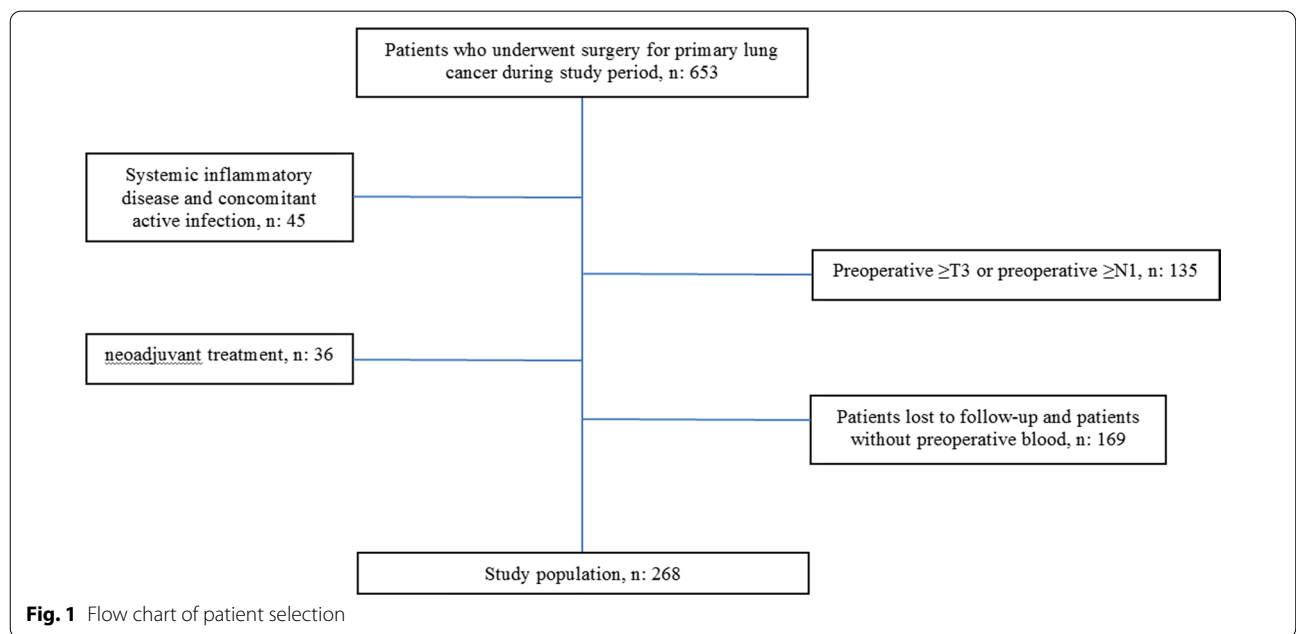 Patients who underwent surgery for primary lung
cancer during study period, n: 653
Systemic inflammatory
disease and concomitant
active infection, n: 45
Preoperative ≥T3 or preoperative ≥N1, n: 135
neoadjuvant treatment, n: 36
Patients lost to follow-up and patients
without preoperative blood, n: 169
Study population, n: 268
Fig. 1 Flow chart of patient selection